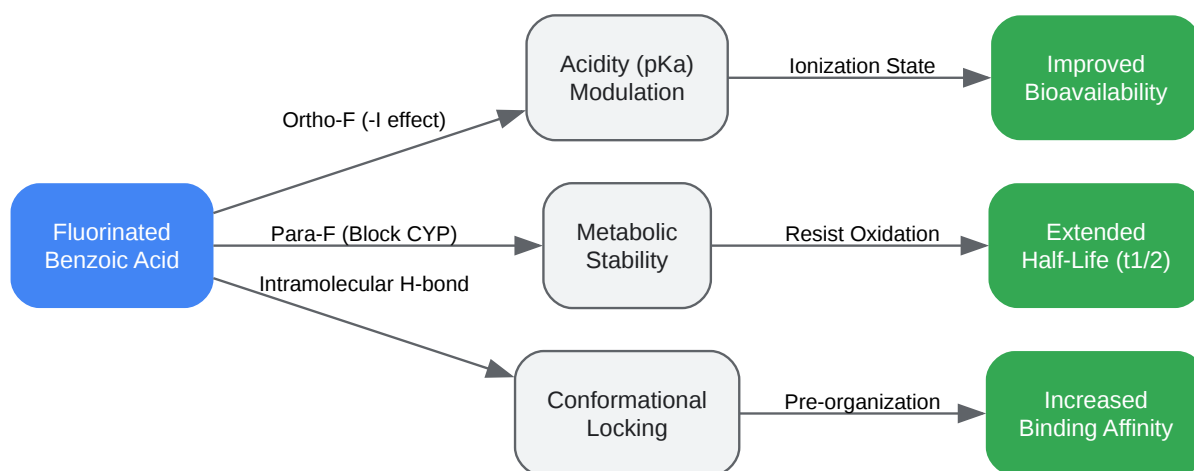 Fluorinated
Benzoic Acid
Ortho-F (-I effect)
Para-F (Block CYP)
Intramolecular H-bond
Acidity (pKa)
Modulation
Ionization State
Improved
Bioavailability
Metabolic
Stability
Resist Oxidation
Extended
Half-Life (t1/2)
Conformational
Locking
Pre-organization
Increased
Binding Affinity